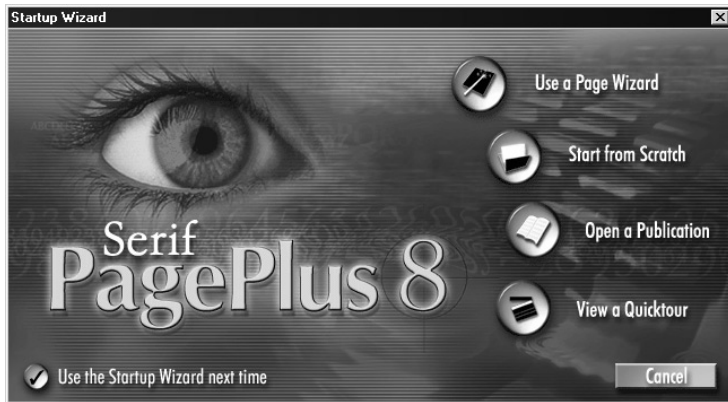 Startup Wizard
Use a Page Wizard
Start from Scratch
Open a Publication
View a Quicktour
Serif
PagePlus 8
Use the Startup Wizard next time
Cancel